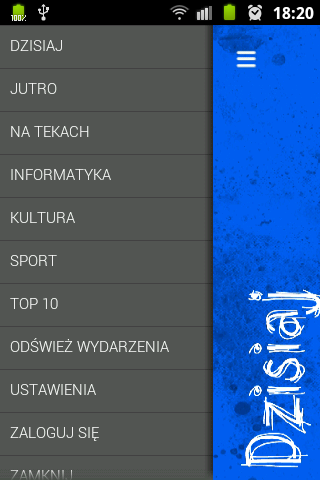 100%
18:20
DZISIAJ
JUTRO
NA TEKACH
INFORMATYKA
KULTURA
SPORT
TOP 10
ODŚWIEŻ WYDARZENIA
USTAWIENIA
ZALOGUJ SIĘ
ZAMKNIJ
Dzisiaj